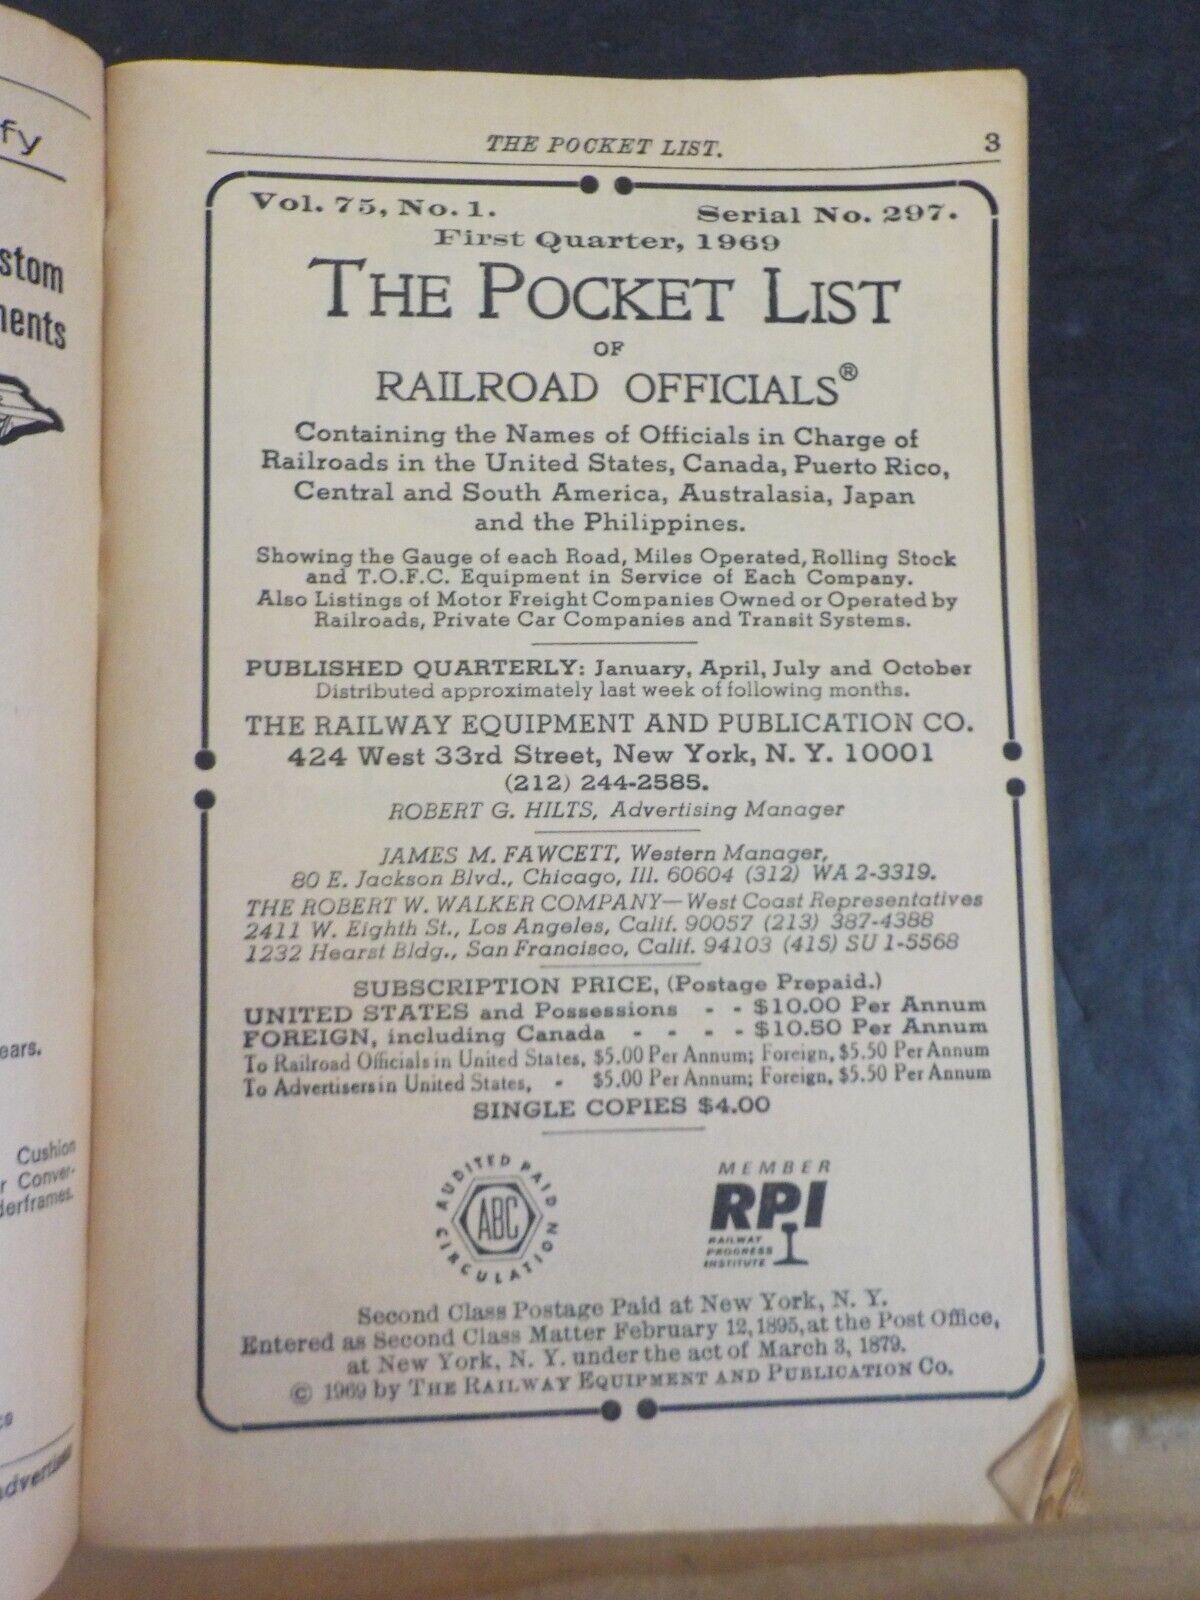 fy
stom
nents
ears.
Cushion
r Conver-
derframes.
THE POCKET LIST.
3
Vol. 75, No. 1.
Serial No. 297.
First Quarter, 1969
THE POCKET LIST
OF
RAILROAD OFFICIALS®
Containing the Names of Officials in Charge of
Railroads in the United States, Canada, Puerto Rico,
Central and South America, Australasia, Japan
and the Philippines.
Showing the Gauge of each Road, Miles Operated, Rolling Stock
and T.O.F.C. Equipment in Service of Each Company.
Also Listings of Motor Freight Companies Owned or Operated by
Railroads, Private Car Companies and Transit Systems.
PUBLISHED QUARTERLY: January, April, July and October
Distributed approximately last week of following months.
THE RAILWAY EQUIPMENT AND PUBLICATION CO.
424 West 33rd Street, New York, N. Y. 10001
(212) 244-2585.
ROBERT G. HILTS, Advertising Manager
JAMES M. FAWCETT, Western Manager,
80 E. Jackson Blvd., Chicago, Ill. 60604 (312) WA 2-3319.
THE ROBERT W. WALKER COMPANY—West Coast Representatives
2411 W. Eighth St., Los Angeles, Calif. 90057 (213) 387-4388
1232 Hearst Bldg., San Francisco, Calif. 94103 (415) SU 1-5568
SUBSCRIPTION PRICE, (Postage Prepaid.)
UNITED STATES and Possessions - - $10.00 Per Annum
FOREIGN, including Canada - - - - $10.50 Per Annum
To Railroad Officials in United States, $5.00 Per Annum; Foreign, $5.50 Per Annum
To Advertisers in United States, - $5.00 Per Annum; Foreign, $5.50 Per Annum
SINGLE COPIES $4.00
AUDITED PAID CIRCULATION
ABC
MEMBER
RPI
RAILWAY
PROGRESS
INSTITUTE
Second Class Postage Paid at New York, N. Y.
Entered as Second Class Matter February 12, 1895, at the Post Office,
at New York, N. Y. under the act of March 3, 1879.
© 1969 by THE RAILWAY EQUIPMENT AND PUBLICATION CO.